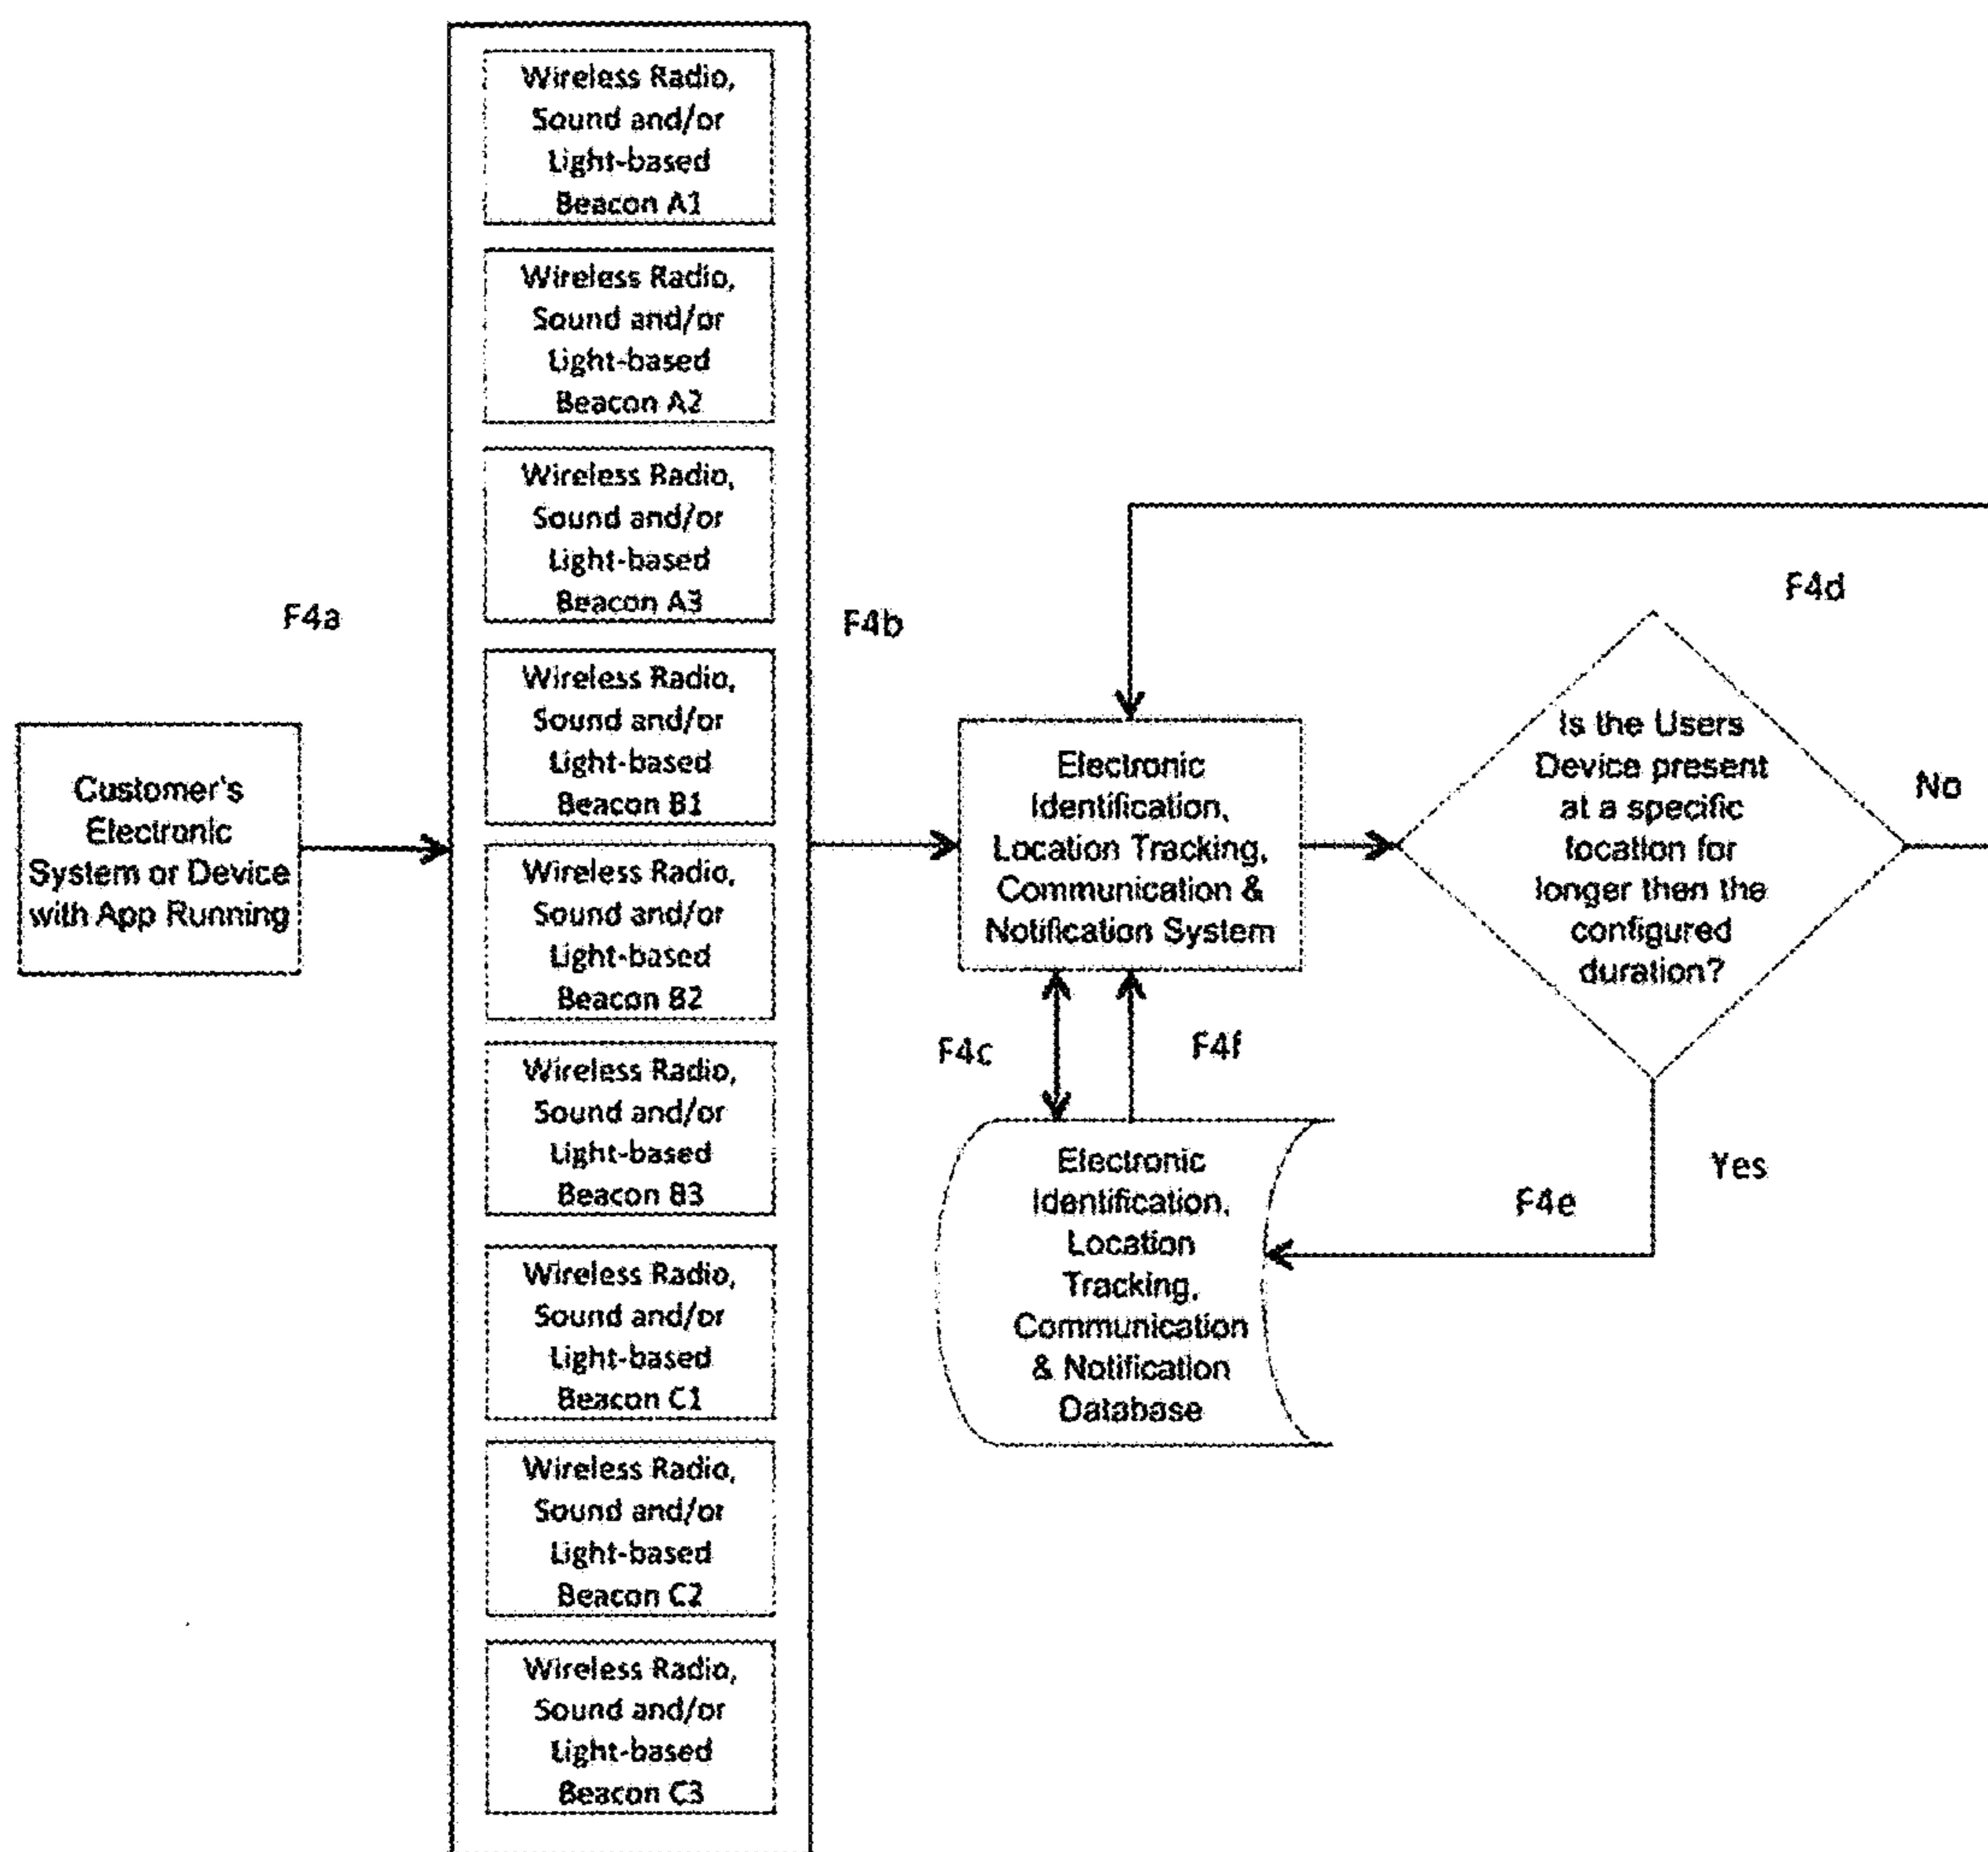 Wireless Radio,
Sound and/or
Light-based
Beacon A1
Wireless Radio,
Sound and/or
Light-based
Beacon A2
Wireless Radio,
Sound and/or
Light-based
Beacon A3
Wireless Radio,
Sound and/or
Light-based
Beacon B1
Wireless Radio,
Sound and/or
Light-based
Beacon B2
Wireless Radio,
Sound and/or
Light-based
Beacon B3
Wireless Radio,
Sound and/or
Light-based
Beacon C1
Wireless Radio,
Sound and/or
Light-based
Beacon C2
Wireless Radio,
Sound and/or
Light-based
Beacon C3
F4a
Customer's
Electronic
System or Device
with App Running
F4b
Electronic
Identification,
Location Tracking,
Communication &
Notification System
F4d
Is the Users
Device present
at a specific
location for
longer then the
configured
duration?
No
Yes
F4c
F4f
F4e
Electronic
Identification,
Location
Tracking,
Communication
& Notification
Database